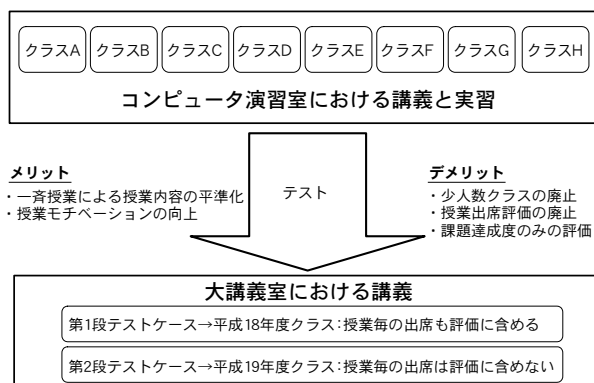 クラスA クラスB クラスC クラスD クラスE クラスF クラスG クラスH
コンピュータ演習室における講義と実習
メリット
・一斉授業による授業内容の平準化
・授業モチベーションの向上
テスト
デメリット
・少人数クラスの廃止
・授業出席評価の廃止
・課題達成度のみの評価
大講義室における講義
第1段テストケース→平成18年度クラス:授業毎の出席も評価に含める
第2段テストケース→平成19年度クラス:授業毎の出席は評価に含めない